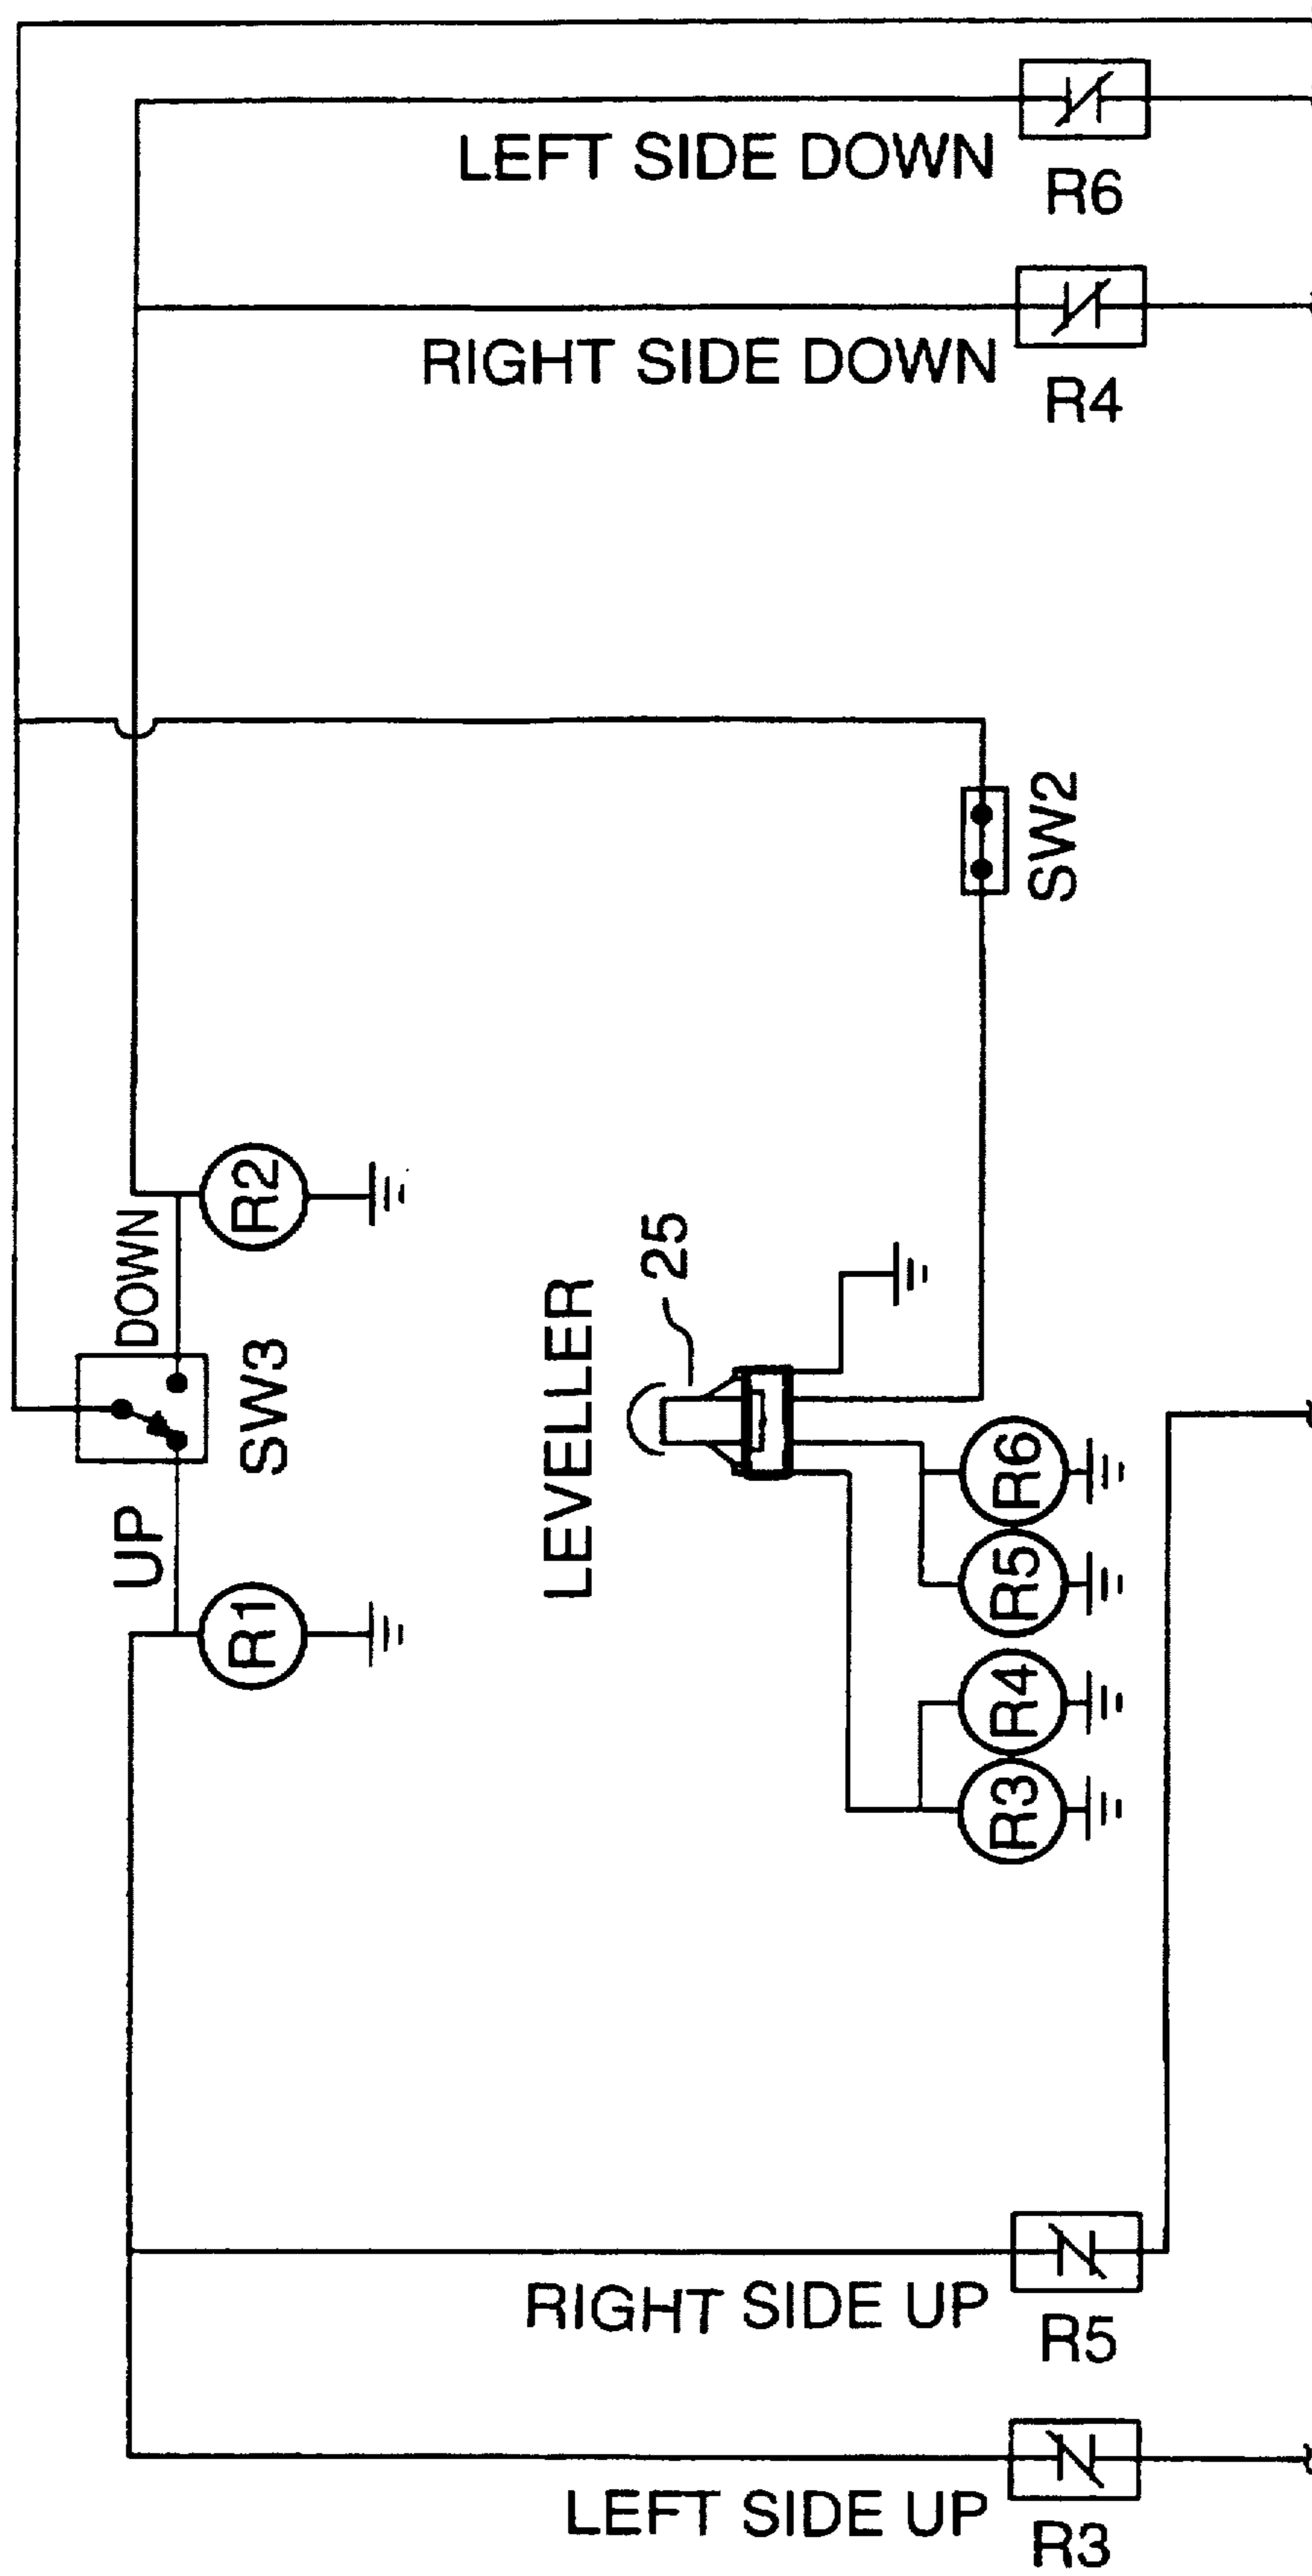 LEFT SIDE DOWN
R6
RIGHT SIDE DOWN
R4
SW2
DOWN
R2
SW3
UP
R1
LEVELLER
25
R6
R5
R4
R3
RIGHT SIDE UP
R5
LEFT SIDE UP
R3